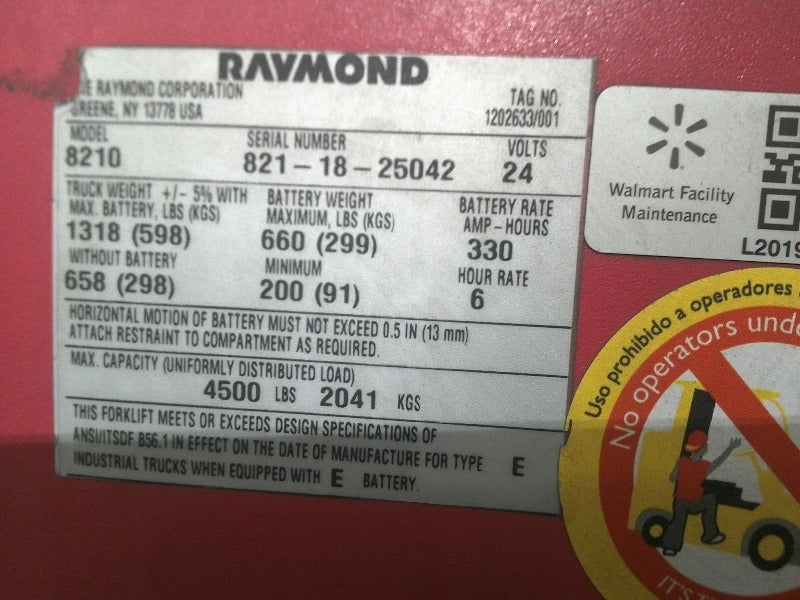 RAYMOND
RAYMOND CORPORATION
GREENE, NY 13778 USA
TAG NO.
1202633/001
MODEL
8210
SERIAL NUMBER
821-18-25042
VOLTS
24
TRUCK WEIGHT +/- 5% WITH
MAX. BATTERY, LBS (KGS)
1318 (598)
WITHOUT BATTERY
658 (298)
BATTERY WEIGHT
MAXIMUM, LBS (KGS)
660 (299)
MINIMUM
200 (91)
BATTERY RATE
AMP-HOURS
330
HOUR RATE
6
HORIZONTAL MOTION OF BATTERY MUST NOT EXCEED 0.5 IN (13 mm)
ATTACH RESTRAINT TO COMPARTMENT AS REQUIRED.
MAX. CAPACITY (UNIFORMLY DISTRIBUTED LOAD)
4500 LBS 2041 KGS
THIS FORKLIFT MEETS OR EXCEEDS DESIGN SPECIFICATIONS OF
ANSI/ITSDF B56.1 IN EFFECT ON THE DATE OF MANUFACTURE FOR TYPE E
INDUSTRIAL TRUCKS WHEN EQUIPPED WITH E BATTERY.
Walmart Facility
Maintenance
L2019
Uso prohibido a operadores
No operators